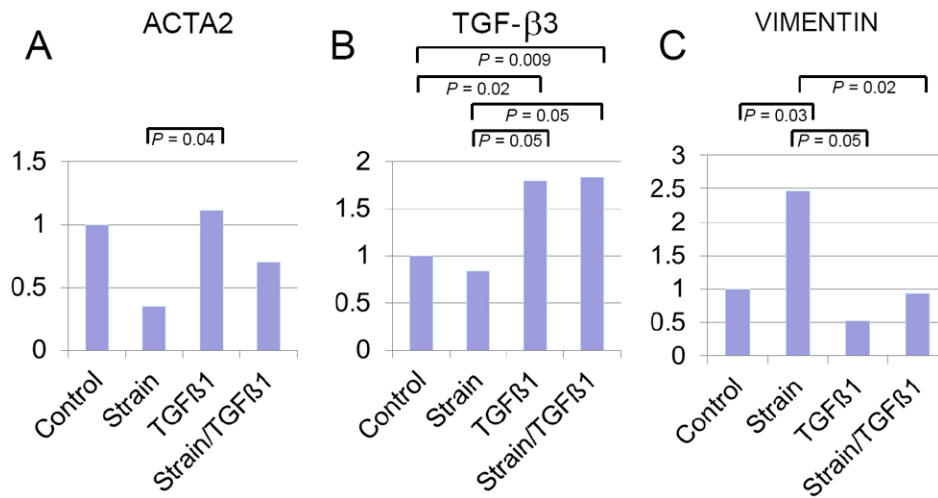 A
ACTA2
P = 0.04
1.5
1
0.5
0
Control
Strain
TGFß1
Strain/TGFß1
B
TGF-β3
P = 0.009
P = 0.02
P = 0.05
P = 0.05
2
1.5
1
0.5
0
Control
Strain
TGFß1
Strain/TGFß1
C
VIMENTIN
P = 0.02
P = 0.03
P = 0.05
3
2.5
2
1.5
1
0.5
0
Control
Strain
TGFß1
Strain/TGFß1